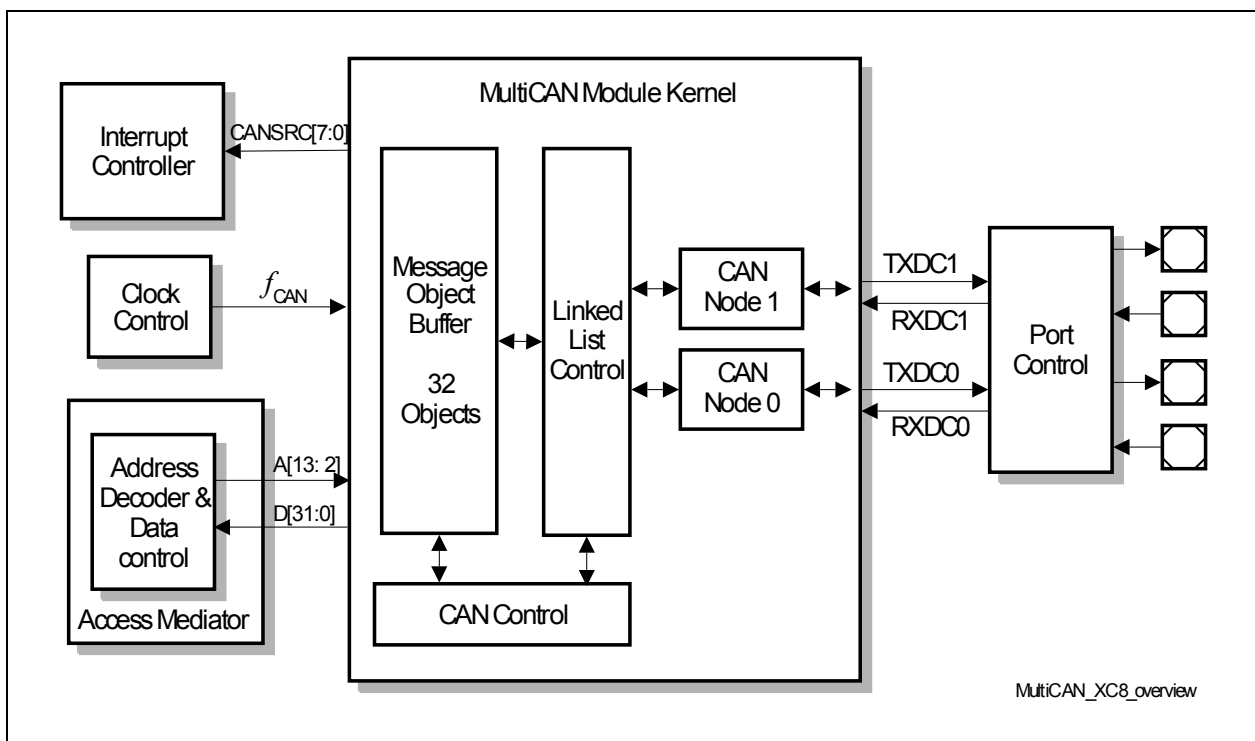 MultiCAN Module Kernel
Interrupt
Controller
CANSRC[7:0]
Clock
Control
fCAN
Address
Decoder &
Data
control
A[13: 2]
D[31:0]
Access Mediator
Message
Object
Buffer
32
Objects
Linked
List
Control
CAN Control
CAN
Node 1
CAN
Node 0
TXDC1
RXDC1
TXDC0
RXDC0
Port
Control
MultiCAN_XC8_overview